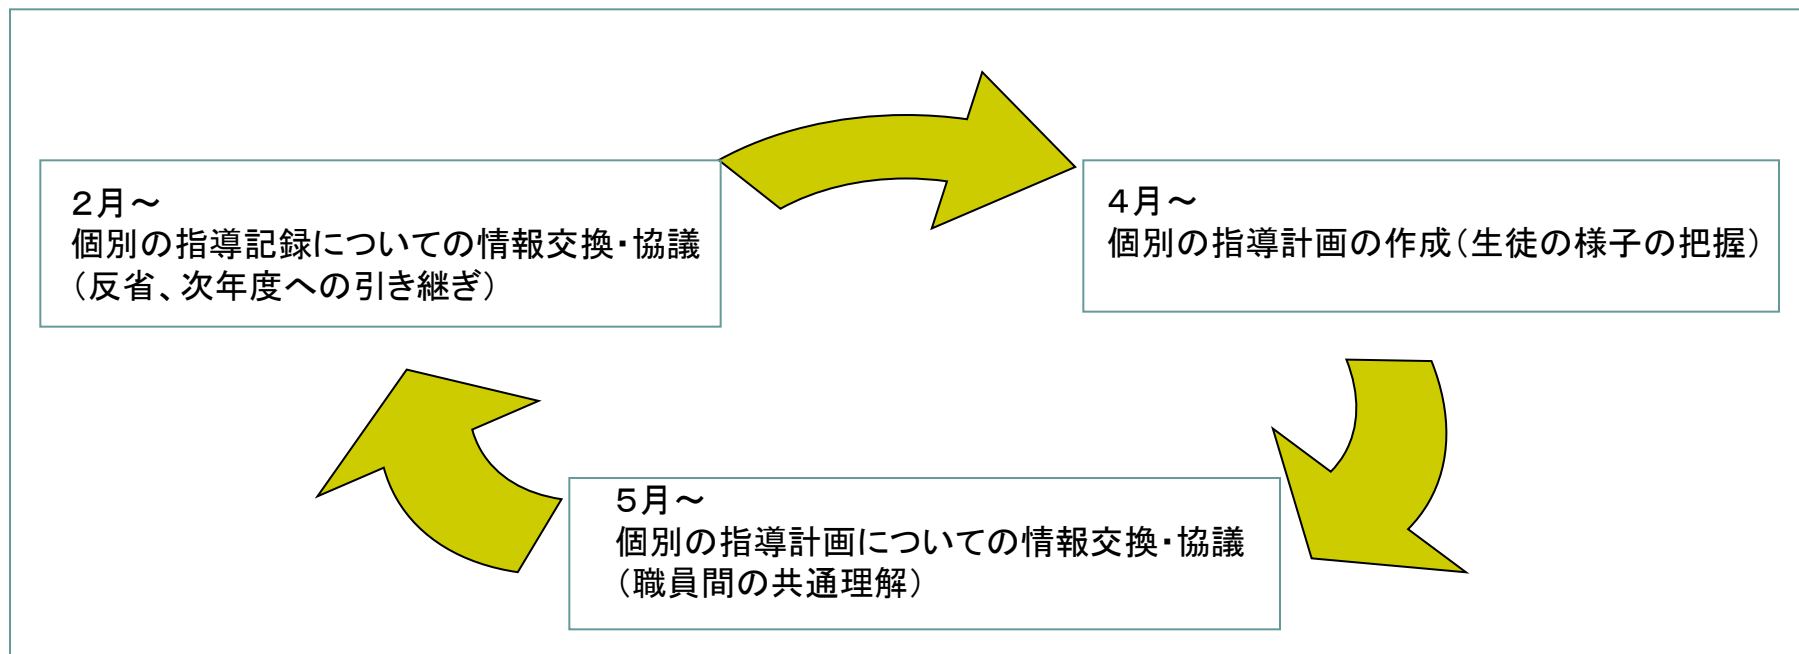 ２月～
個別の指導記録についての情報交換・協議
（反省、次年度への引き継ぎ）
４月～
個別の指導計画の作成（生徒の様子の把握）
５月～
個別の指導計画についての情報交換・協議
（職員間の共通理解）